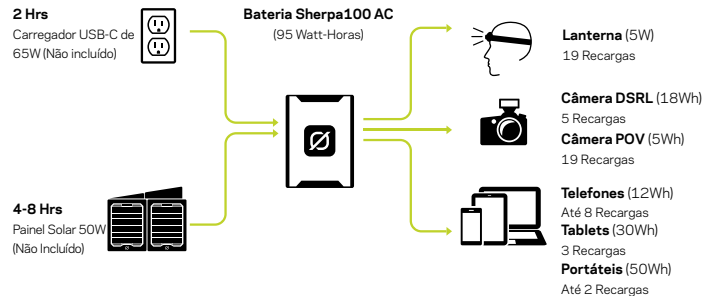 2 Hrs
Carregador USB-C de
65W (Não incluído)
4-8 Hrs
Painel Solar 50W
(Não Incluído)
Bateria Sherpa100 AC
(95 Watt-Horas)
Lanterna (5W)
19 Recargas
Câmera DSRL (18Wh)
5 Recargas
Câmera POV (5Wh)
19 Recargas
Telefones (12Wh)
Até 8 Recargas
Tablets (30Wh)
3 Recargas
Portáteis (50Wh)
Até 2 Recargas